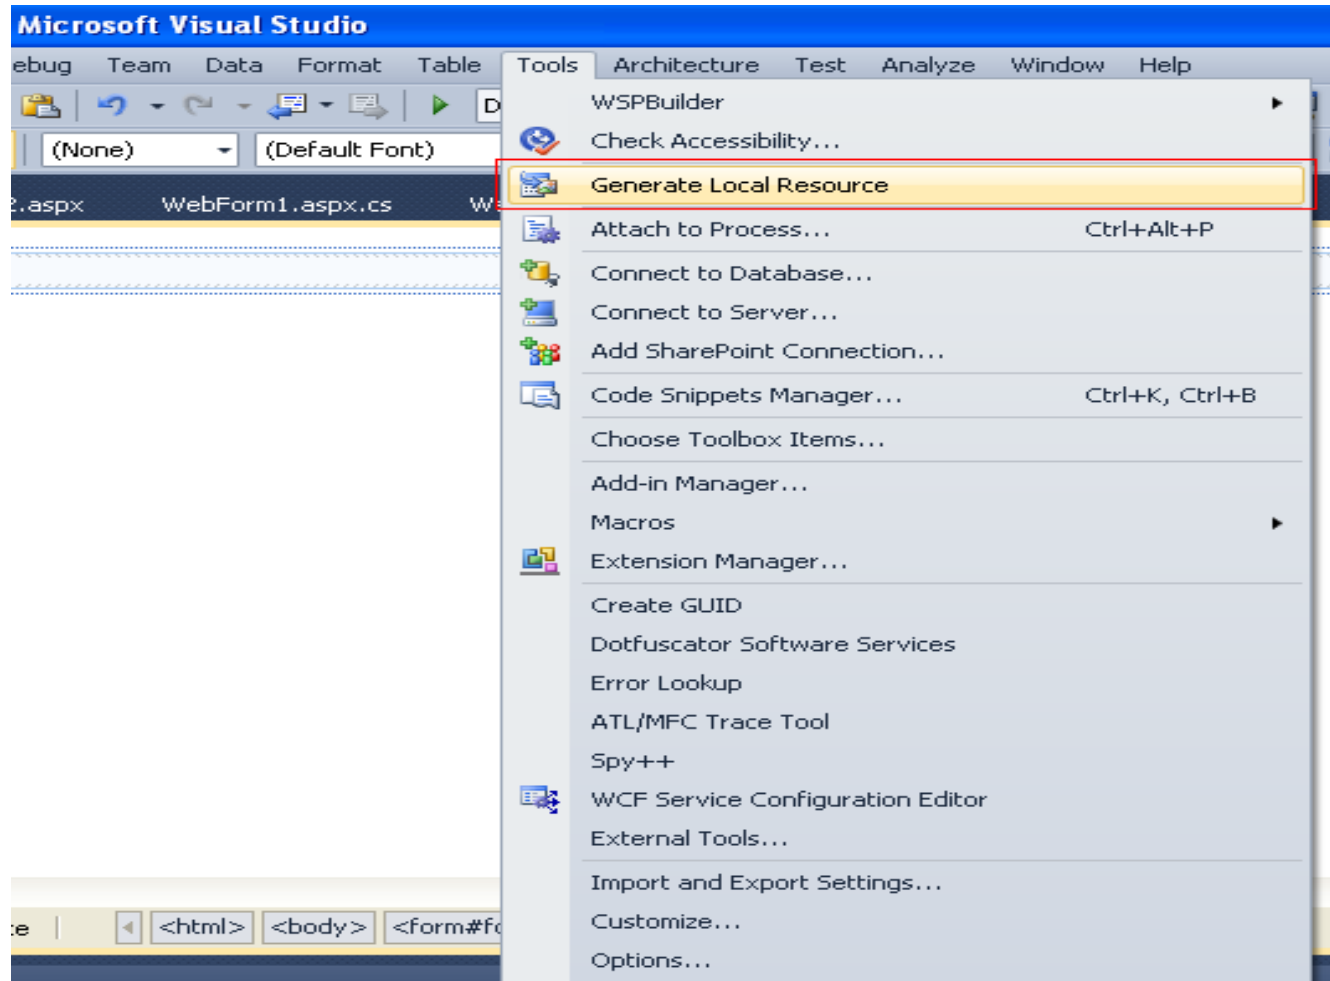 Microsoft Visual Studio
ebug Team Data Format Table Tools Architecture Test Analyze Window Help
D
(None) (Default Font)
2.aspx WebForm1.aspx.cs W
WSPBuilder
Check Accessibility...
Generate Local Resource
Attach to Process... Ctrl+Alt+P
Connect to Database...
Connect to Server...
Add SharePoint Connection...
Code Snippets Manager... Ctrl+K, Ctrl+B
Choose Toolbox Items...
Add-in Manager...
Macros
Extension Manager...
Create GUID
Dotfuscator Software Services
Error Lookup
ATL/MFC Trace Tool
Spy++
WCF Service Configuration Editor
External Tools...
Import and Export Settings...
Customize...
Options...
te <html> <body> <form#fo